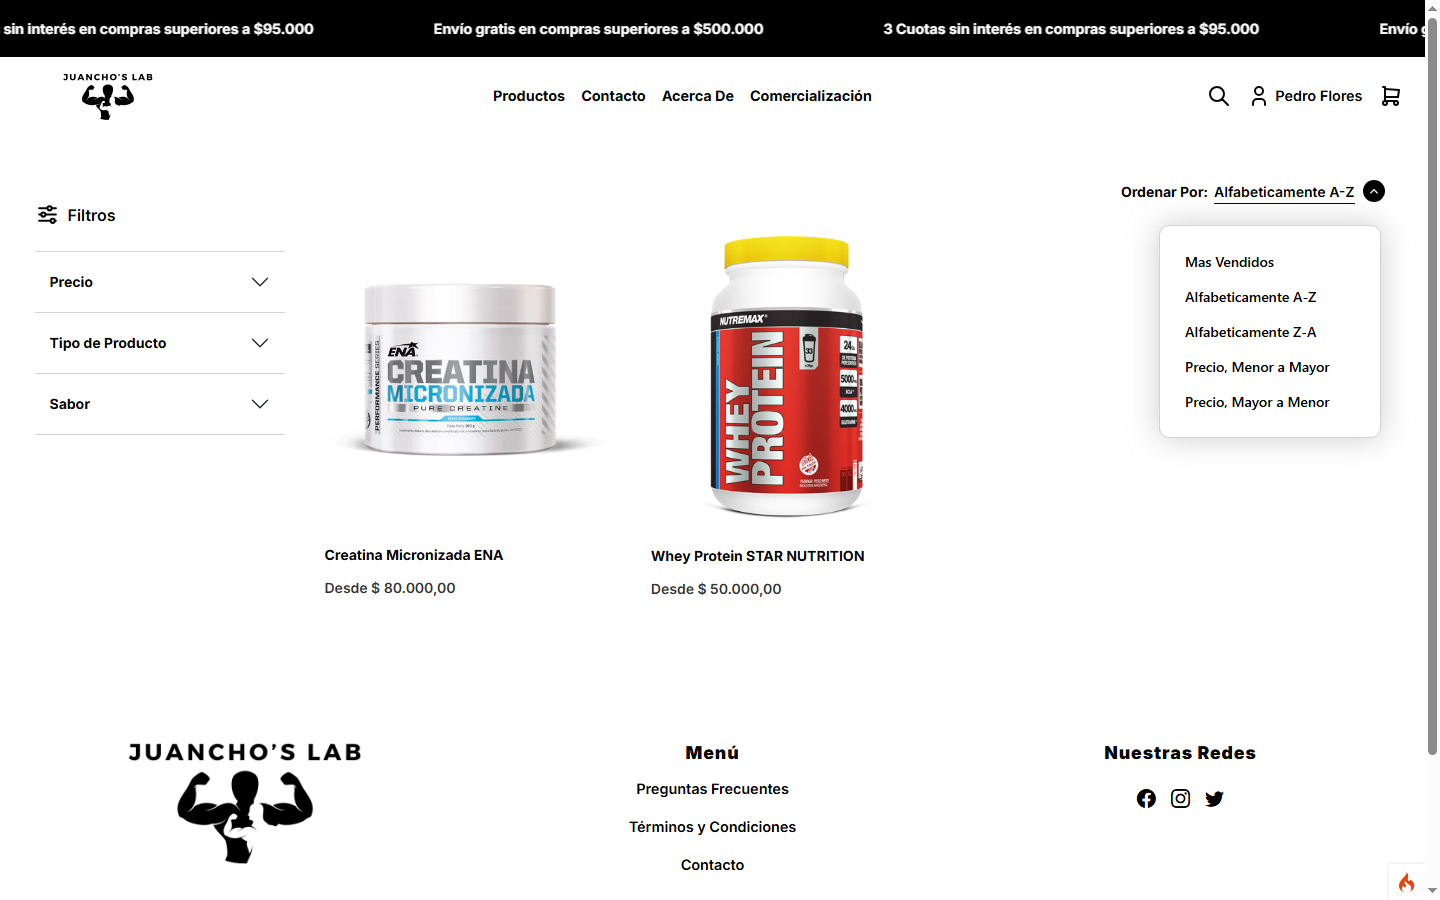 sin interés en compras superiores a $95.000
Envío gratis en compras superiores a $500.000
3 Cuotas sin interés en compras superiores a $95.000
Envío g
JUANCHO'S LAB
Productos
Contacto
Acerca De
Comercialización
Pedro Flores
Ordenar Por: Alfabeticamente A-Z
Filtros
Precio
Tipo de Producto
Sabor
Mas Vendidos
Alfabeticamente A-Z
Alfabeticamente Z-A
Precio, Menor a Mayor
Precio, Mayor a Menor
PERFORMANCE SERIES
ENA
CREATINA
MICRONIZADA
PURE CREATINE
NUTREMAX
WHEY
PROTEIN
33
24
5000
4000
Creatina Micronizada ENA
Desde $ 80.000,00
Whey Protein STAR NUTRITION
Desde $ 50.000,00
JUANCHO'S LAB
Menú
Preguntas Frecuentes
Términos y Condiciones
Contacto
Nuestras Redes